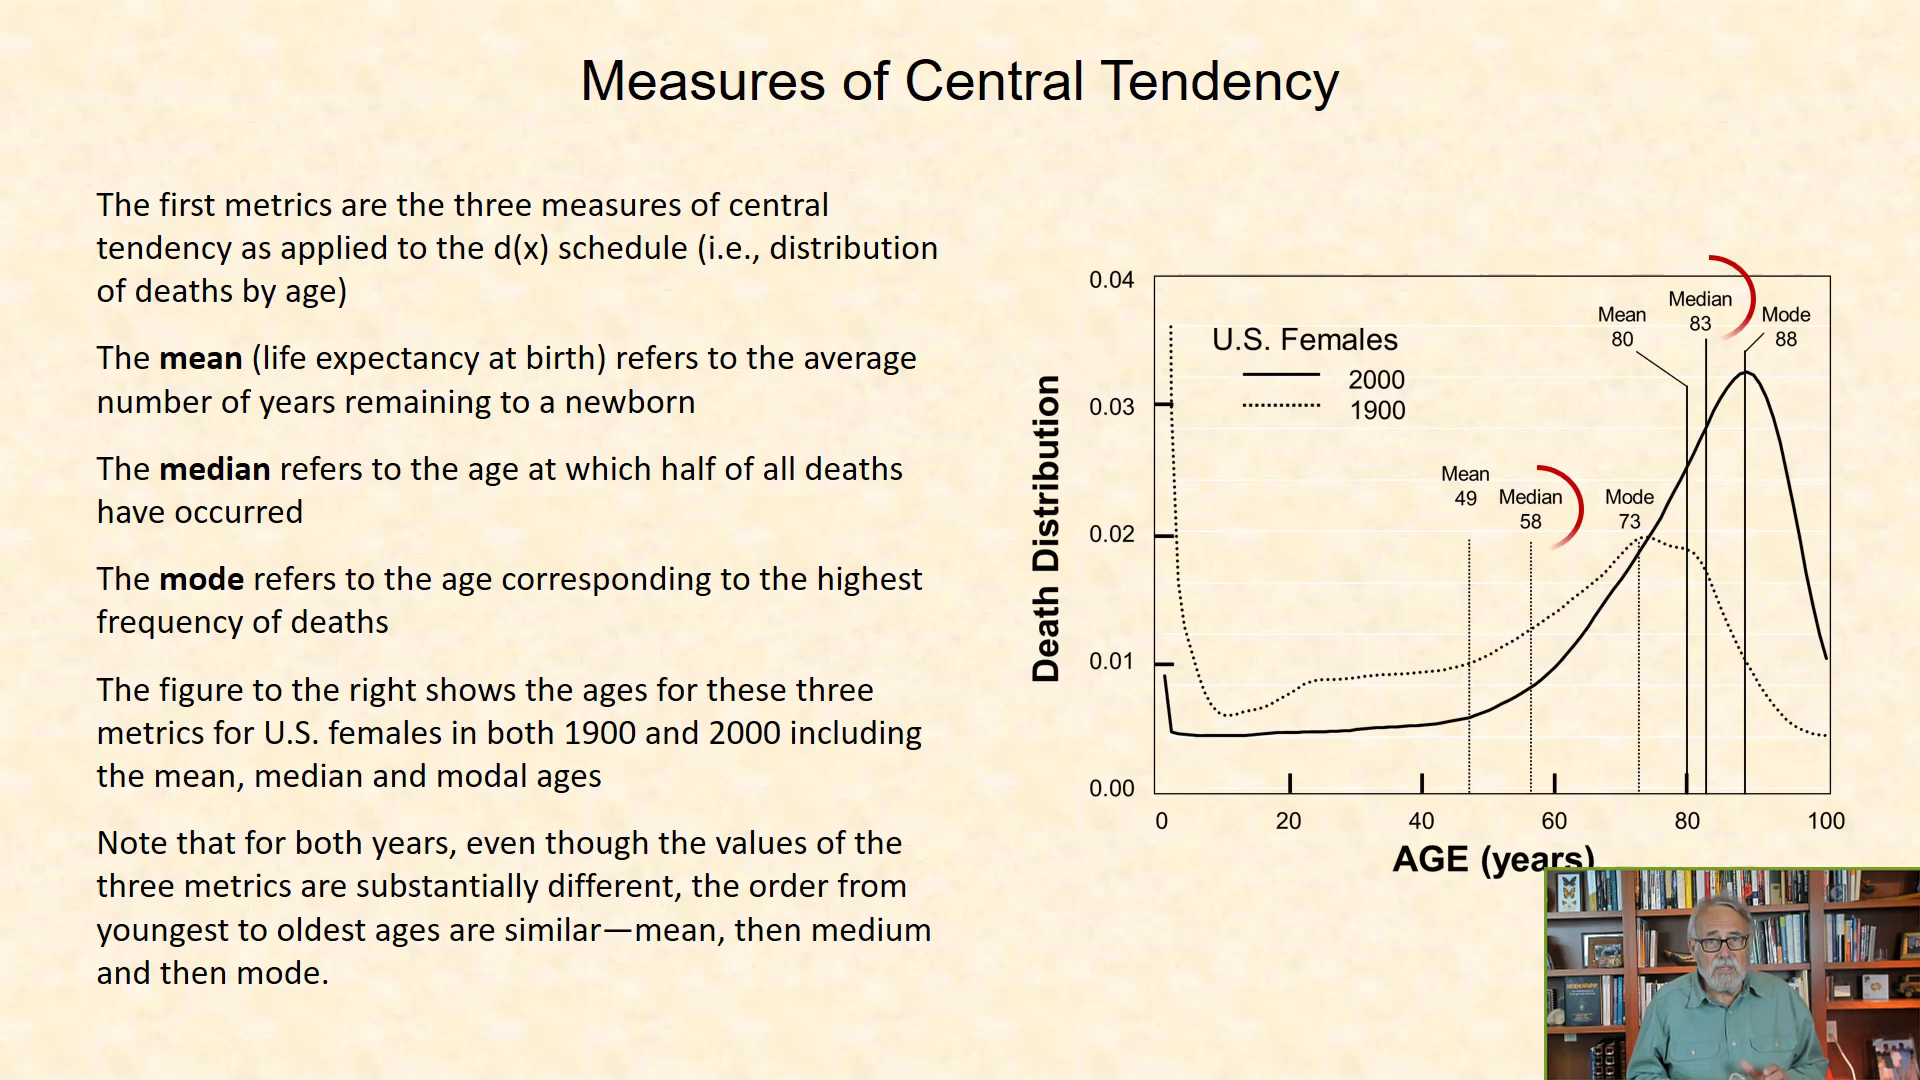 Measures of Central Tendency
The first metrics are the three measures of central
tendency as applied to the d(x) schedule (i.e., distribution
of deaths by age)
The mean (life expectancy at birth) refers to the average
number of years remaining to a newborn
The median refers to the age at which half of all deaths
have occurred
The mode refers to the age corresponding to the highest
frequency of deaths
The figure to the right shows the ages for these three
metrics for U.S. females in both 1900 and 2000 including
the mean, median and modal ages
Note that for both years, even though the values of the
three metrics are substantially different, the order from
youngest to oldest ages are similar—mean, then medium
and then mode.
Death Distribution
0.04
0.03
0.02
0.01
0.00
U.S. Females
2000
1900
Mean
80
Median
83
Mode
88
Mean
49
Median
58
Mode
73
0 20 40 60 80 100
AGE (years)